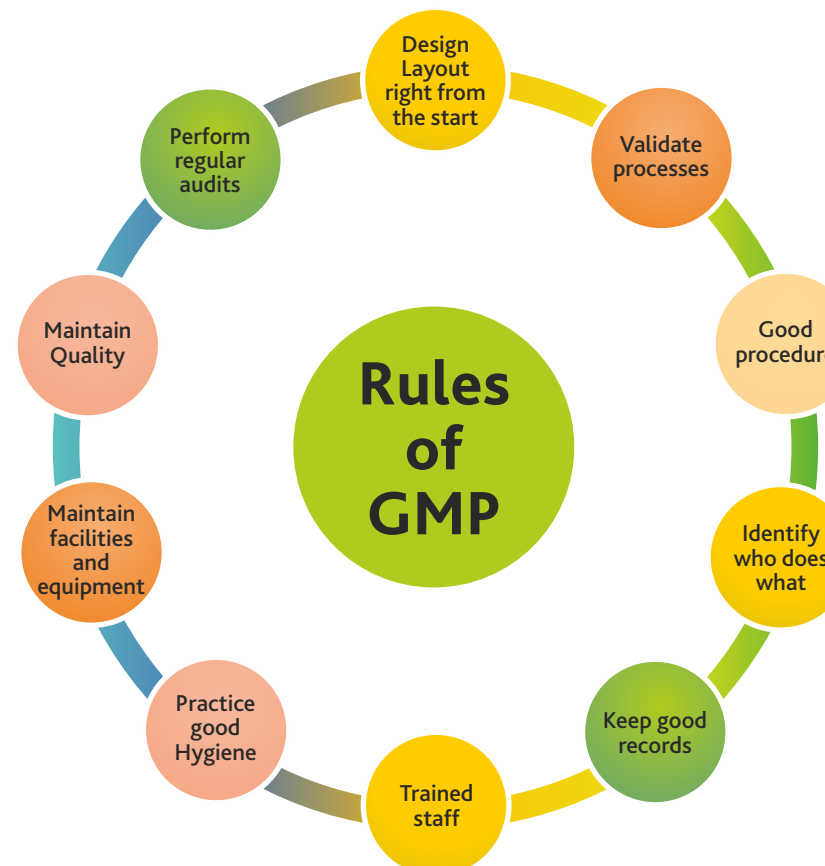 Design
Layout
right from
the start
Validate
processes
Good
procedure
Identify
who does
what
Keep good
records
Trained
staff
Practice
good
Hygiene
Maintain
facilities
and
equipment
Maintain
Quality
Perform
regular
audits
Rules
of
GMP